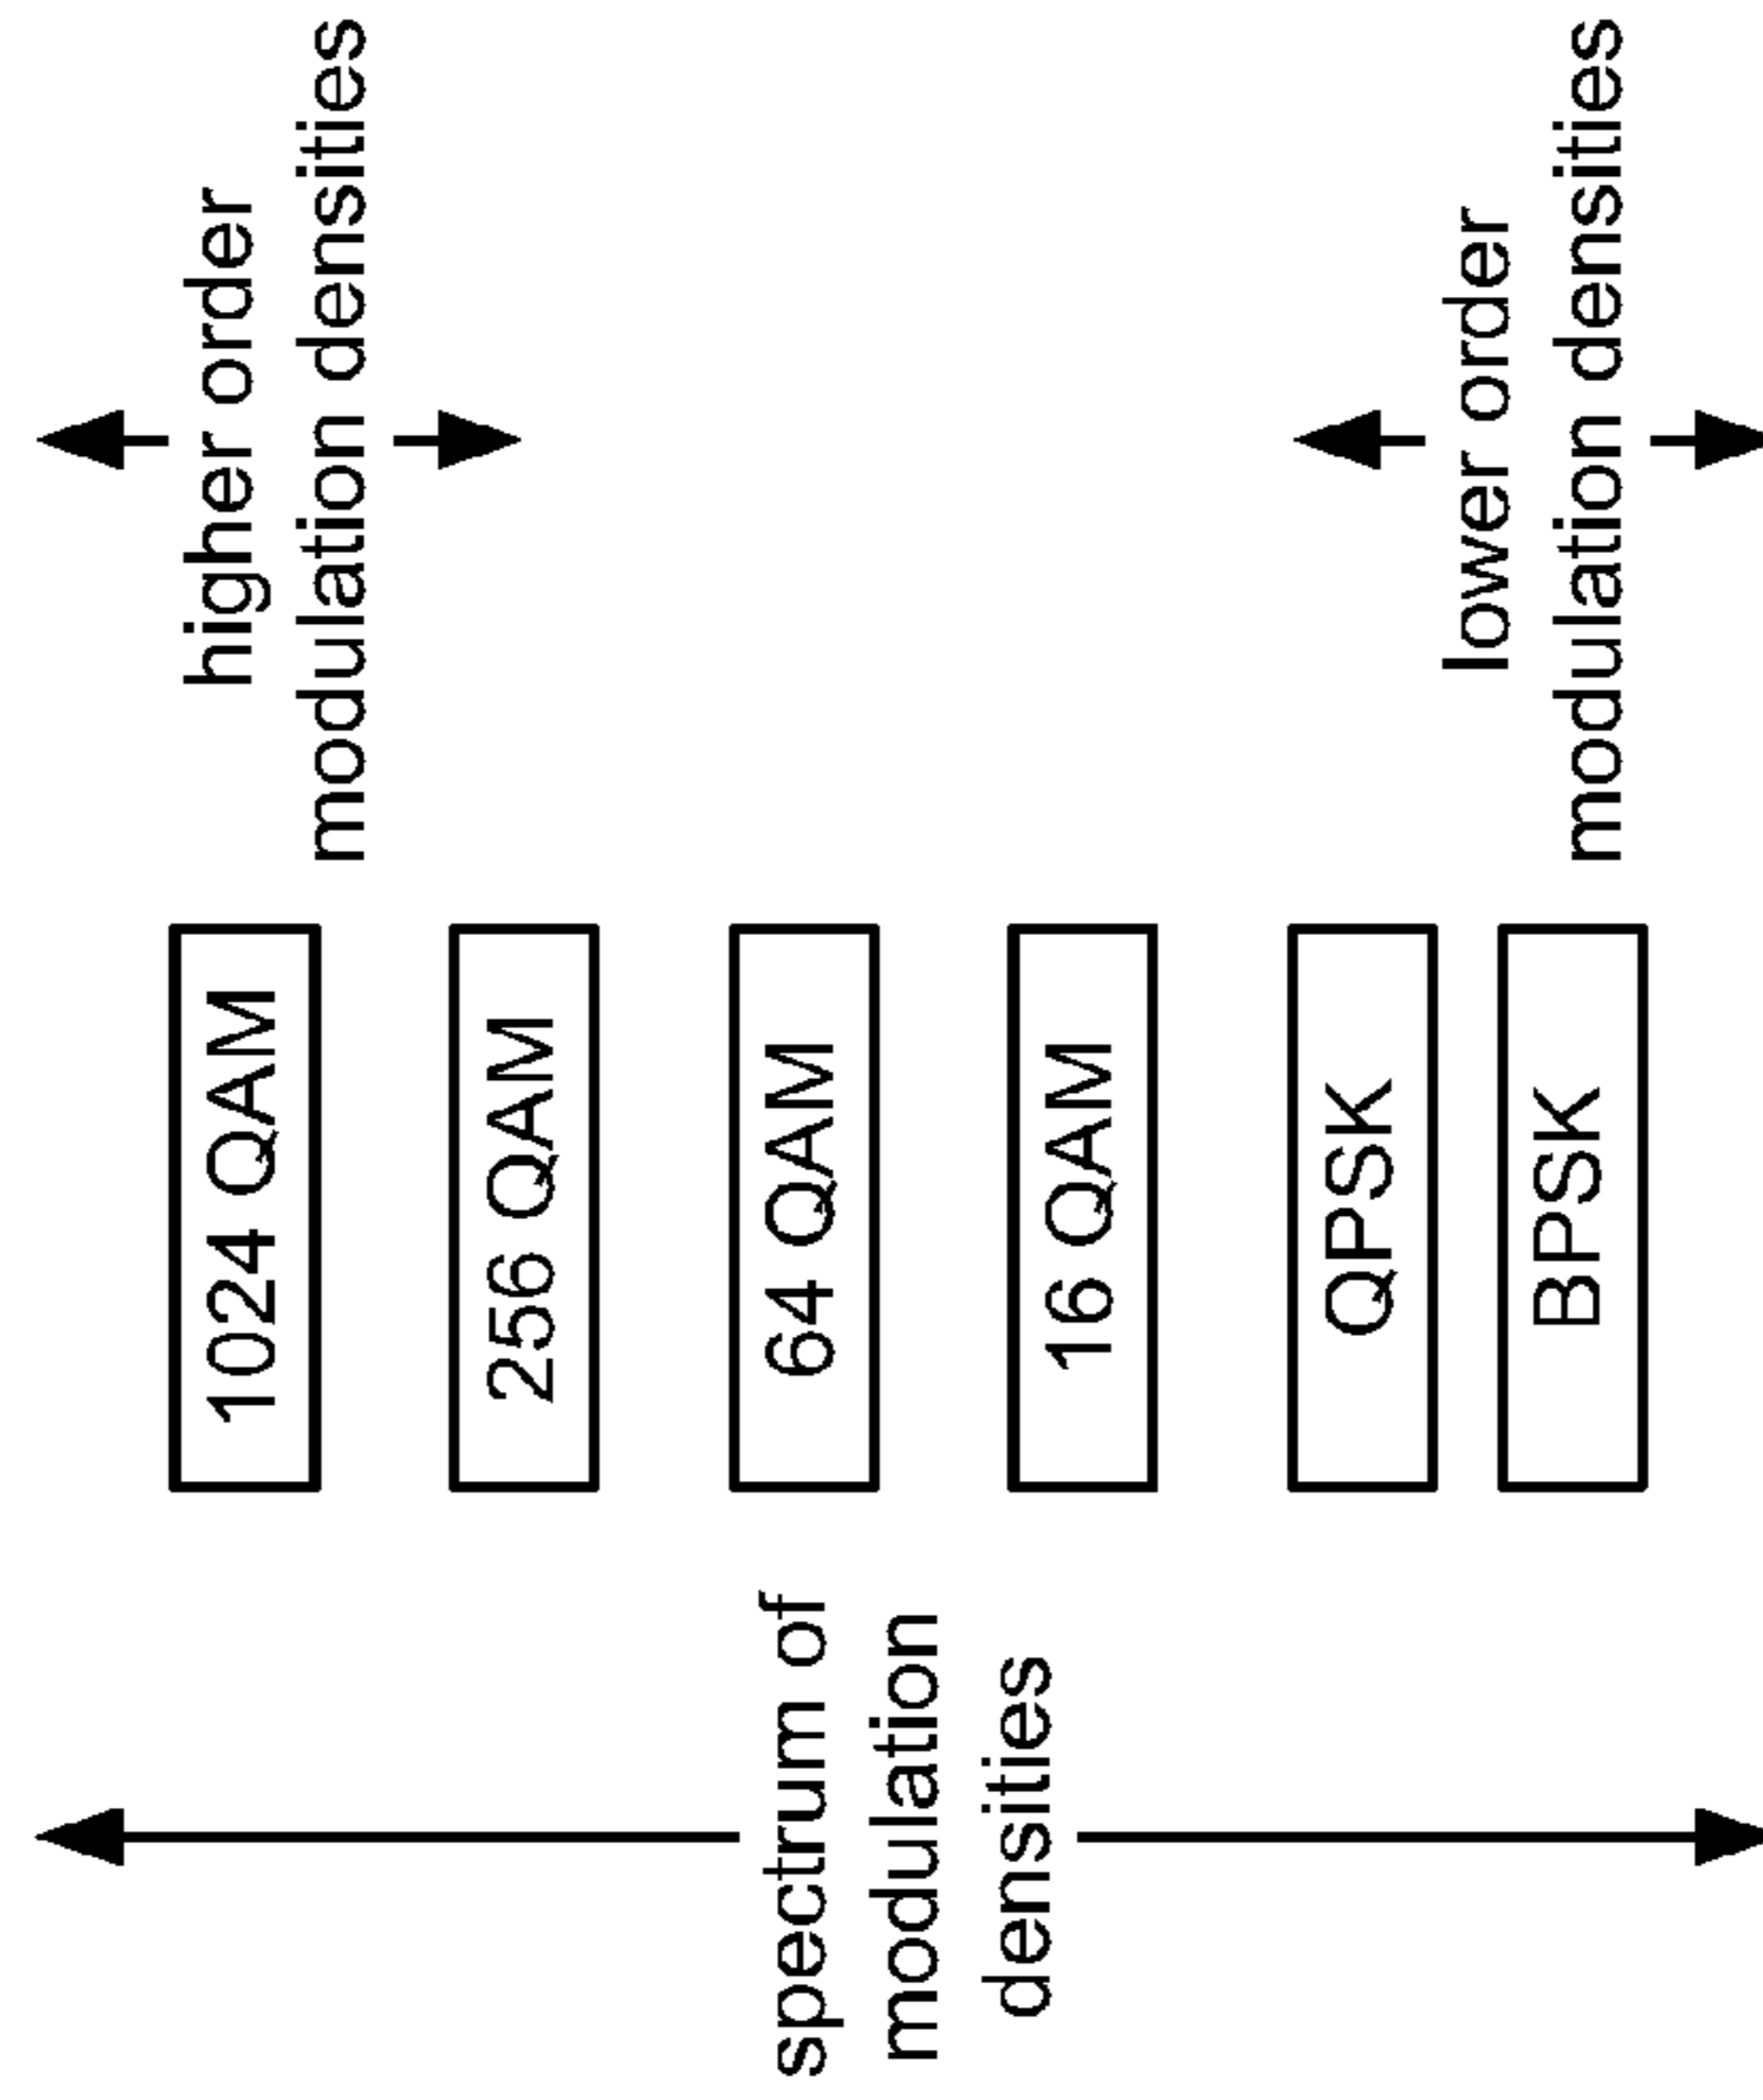 spectrum of
modulation
densities
1024 QAM
256 QAM
64 QAM
16 QAM
QPSK
BPSK
higher order
modulation densities
lower order
modulation densities